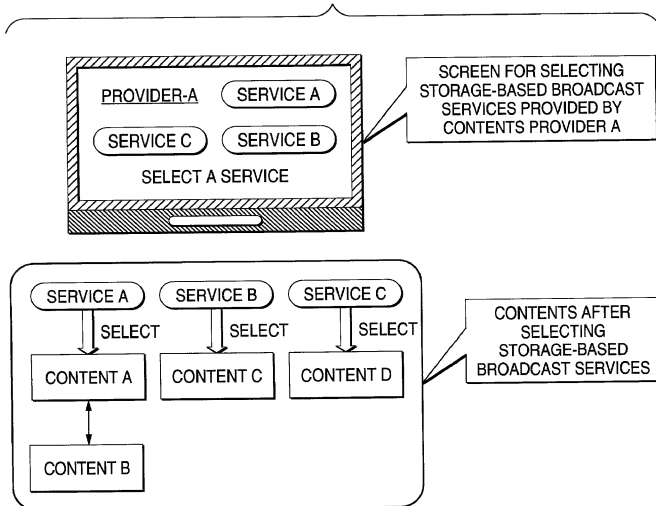 PROVIDER-A
SERVICE A
SERVICE C
SERVICE B
SELECT A SERVICE
SCREEN FOR SELECTING
STORAGE-BASED BROADCAST
SERVICES PROVIDED BY
CONTENTS PROVIDER A
SERVICE A
SERVICE B
SERVICE C
SELECT
SELECT
SELECT
CONTENT A
CONTENT C
CONTENT D
CONTENT B
CONTENTS AFTER
SELECTING
STORAGE-BASED
BROADCAST SERVICES